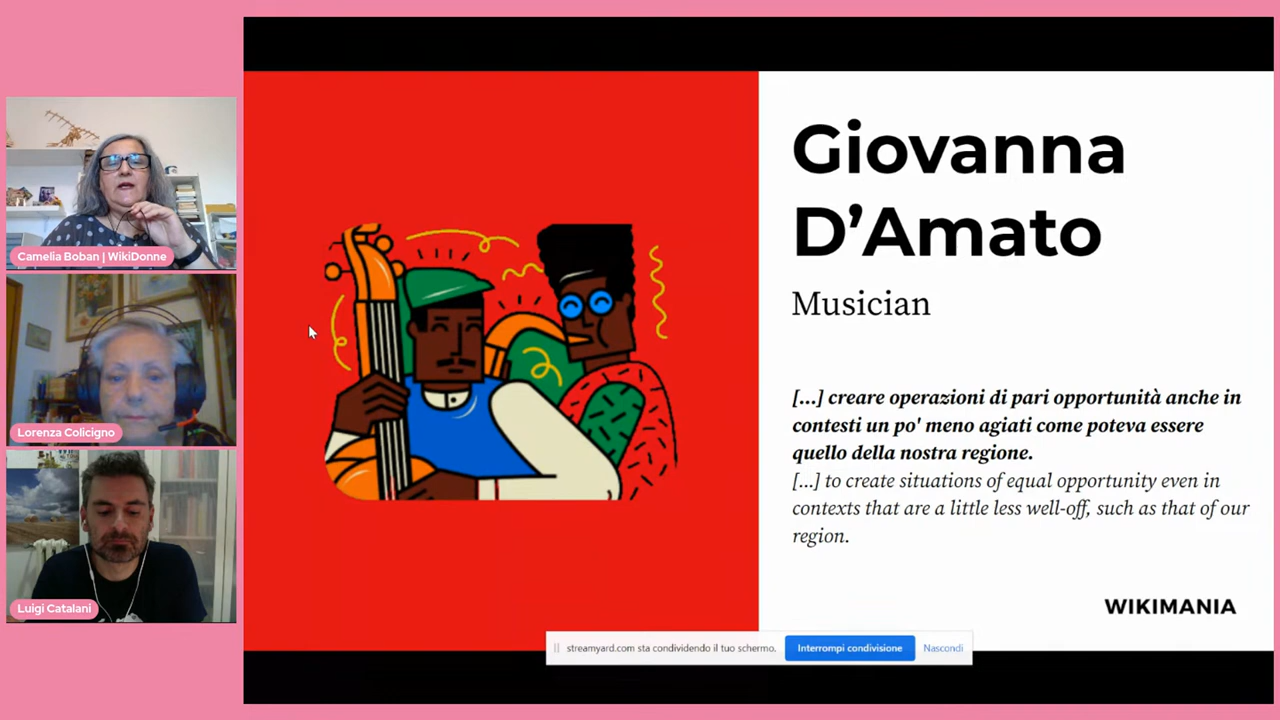 Camelia Boban | WikiDonne
Lorenza Colicigno
Luigi Catalani
Giovanna
D’Amato
Musician
[...] creare operazioni di pari opportunità anche in
contesti un po' meno agiati come poteva essere
quello della nostra regione.
[...] to create situations of equal opportunity even in
contexts that are a little less well-off, such as that of our
region.
WIKIMANIA
streamyard.com sta condividendo il tuo schermo.
Interrompi condivisione
Nascondi